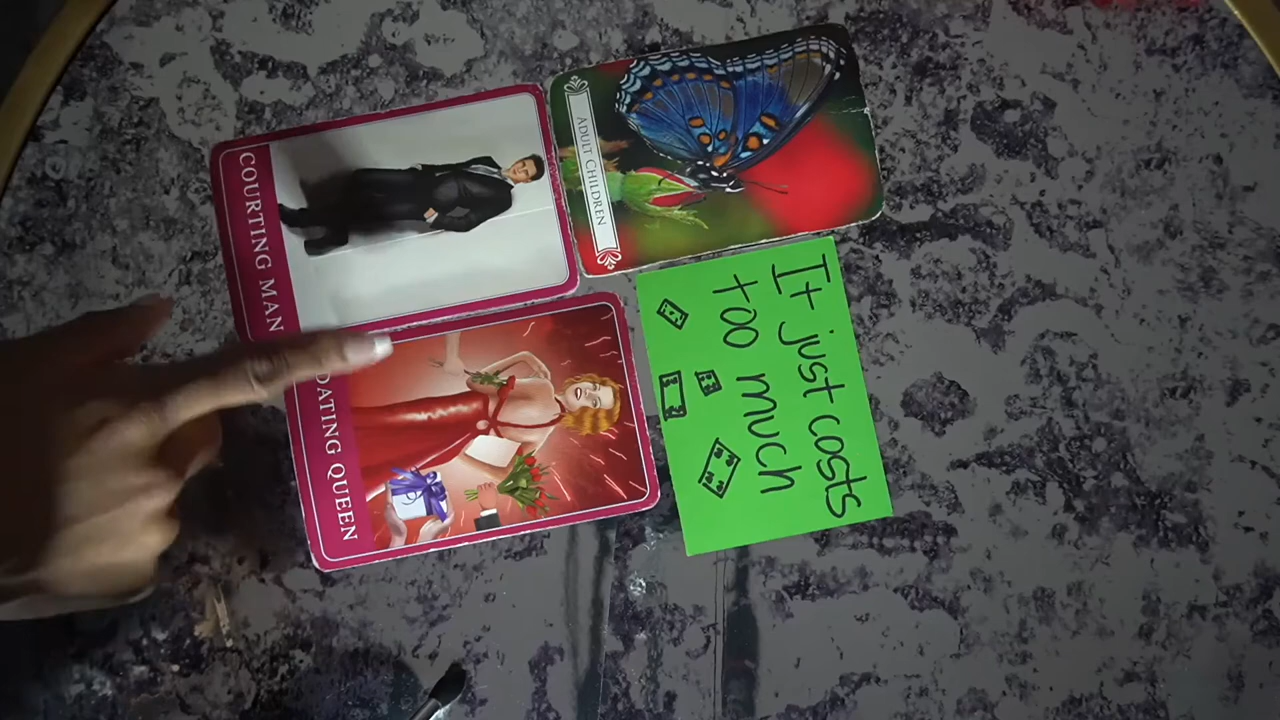 COURTING MAN
ADULT CHILDREN
DATING QUEEN
It just costs
too much